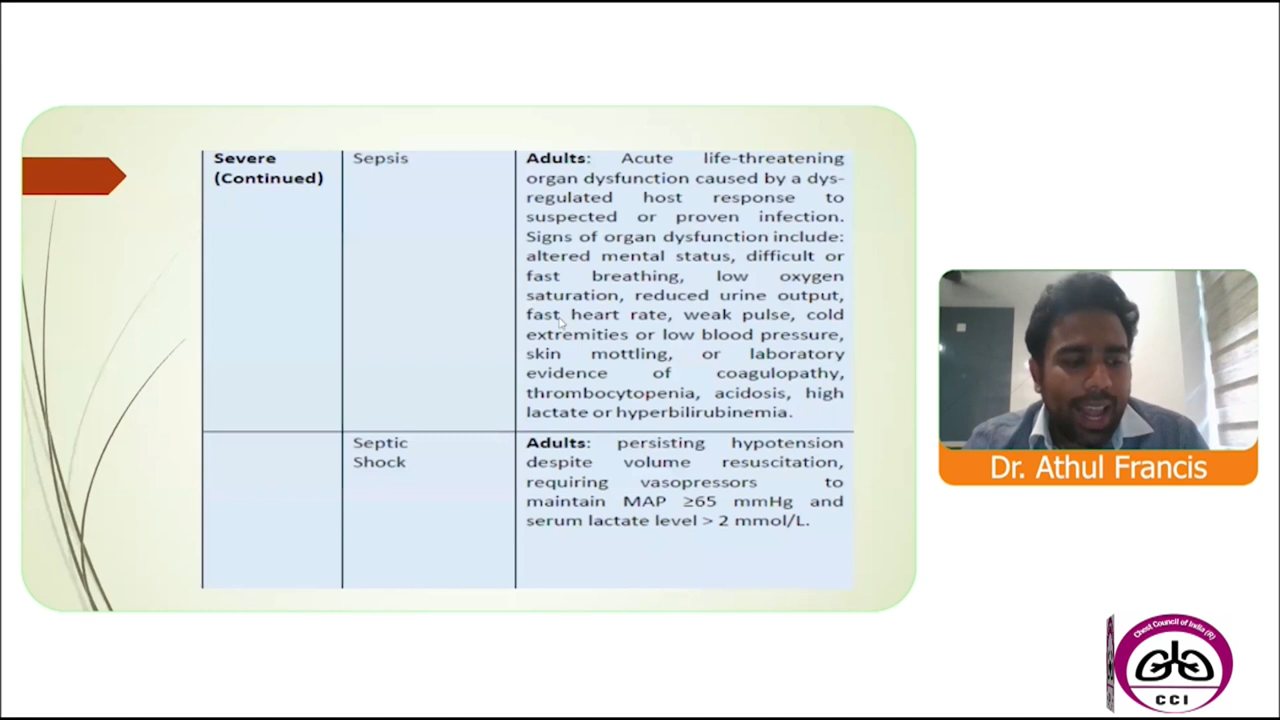 Severe
(Continued)
Sepsis
Adults: Acute life-threatening
organ dysfunction caused by a dys-
regulated host response to
suspected or proven infection.
Signs of organ dysfunction include:
altered mental status, difficult or
fast breathing, low oxygen
saturation, reduced urine output,
fast heart rate, weak pulse, cold
extremities or low blood pressure,
skin mottling, or laboratory
evidence of coagulopathy,
thrombocytopenia, acidosis, high
lactate or hyperbilirubinemia.
Septic
Shock
Adults: persisting hypotension
despite volume resuscitation,
requiring vasopressors to
maintain MAP ≥65 mmHg and
serum lactate level > 2 mmol/L.
Dr. Athul Francis
Chest Council of India (R)
CCI